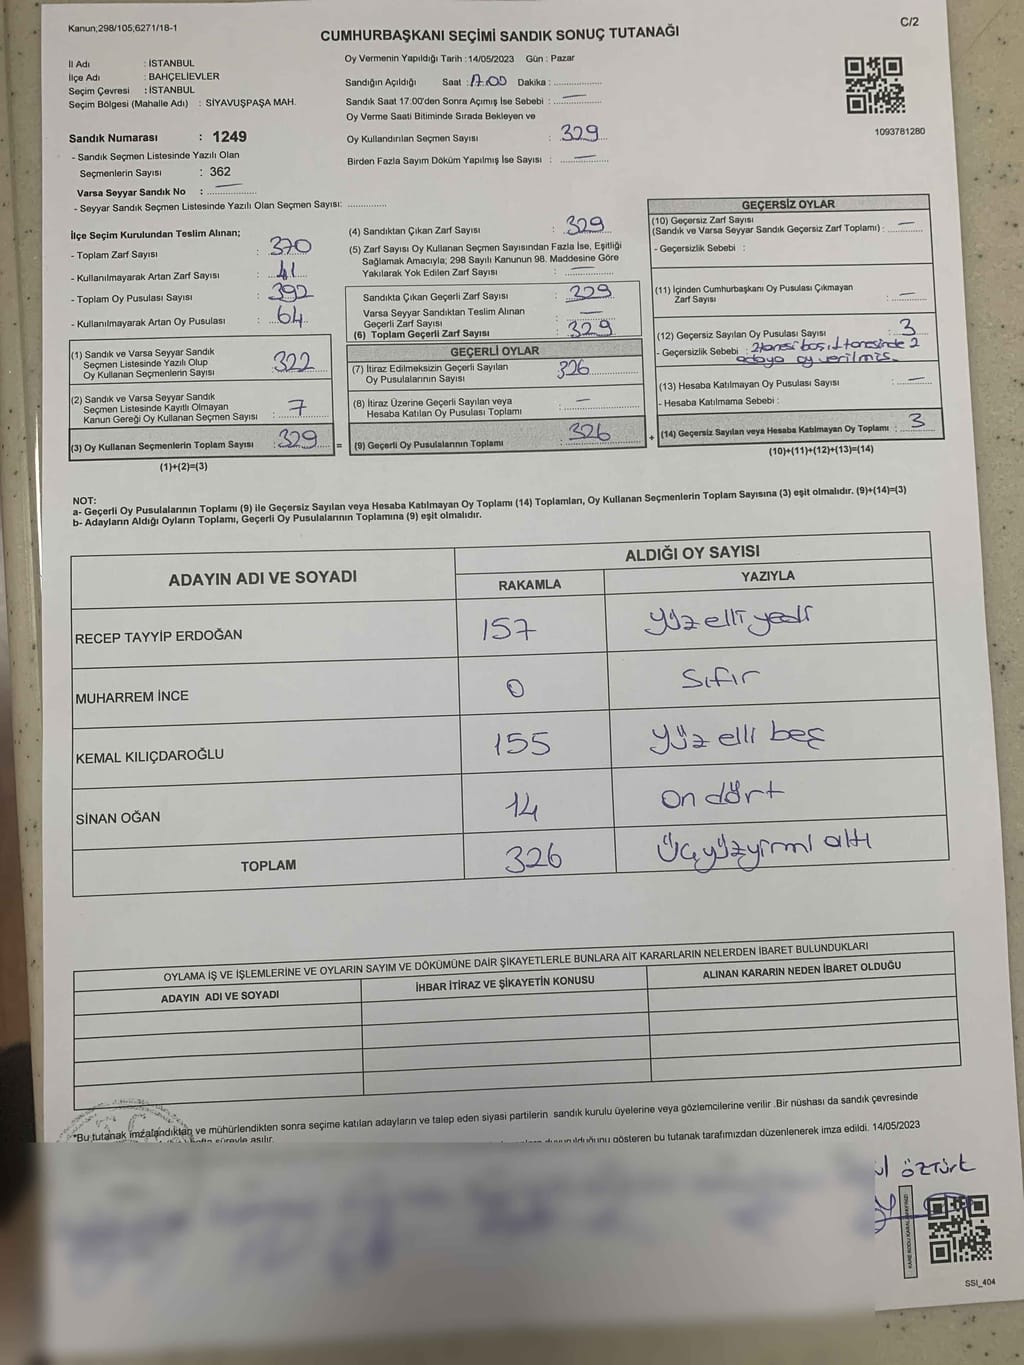 Kanun;298/105;6271/18-1
C/2
CUMHURBAŞKANI SEÇİMİ SANDIK SONUÇ TUTANAĞI
İl Adı : İSTANBUL
İlçe Adı : BAHÇELİEVLER
Seçim Çevresi : İSTANBUL
Seçim Bölgesi (Mahalle Adı) : SİYAVUŞPAŞA MAH.
Sandık Numarası : 1249
- Sandık Seçmen Listesinde Yazılı Olan
Seçmenlerin Sayısı : 362
Varsa Seyyar Sandık No : —
- Seyyar Sandık Seçmen Listesinde Yazılı Olan Seçmen Sayısı: ..............
Oy Vermenin Yapıldığı Tarih : 14/05/2023 Gün : Pazar
Sandığın Açıldığı Saat : 17.00 Dakika : ..............
Sandık Saat 17.00'den Sonra Açımış İse Sebebi : —
Oy Verme Saati Bitiminde Sırada Bekleyen ve
Oy Kullandırılan Seçmen Sayısı : 329
Birden Fazla Sayım Döküm Yapılmış İse Sayısı : —
1093781280
İlçe Seçim Kurulundan Teslim Alınan;
- Toplam Zarf Sayısı : 370
- Kullanılmayarak Artan Zarf Sayısı : 41
- Toplam Oy Pusulası Sayısı : 392
- Kullanılmayarak Artan Oy Pusulası : 64
(1) Sandık ve Varsa Seyyar Sandık
Seçmen Listesinde Yazılı Olup
Oy Kullanan Seçmenlerin Sayısı : 322
(2) Sandık ve Varsa Seyyar Sandık
Seçmen Listesinde Kayıtlı Olmayan
Kanun Gereği Oy Kullanan Seçmen Sayısı : 7
(3) Oy Kullanan Seçmenlerin Toplam Sayısı : 329
(1)+(2)=(3)
=
(4) Sandıktan Çıkan Zarf Sayısı : 329
(5) Zarf Sayısı Oy Kullanan Seçmen Sayısından Fazla İse, Eşitliği
Sağlamak Amacıyla; 298 Sayılı Kanunun 98. Maddesine Göre
Yakılarak Yok Edilen Zarf Sayısı : —
Sandıkta Çıkan Geçerli Zarf Sayısı : 329
Varsa Seyyar Sandıktan Teslim Alınan
Geçerli Zarf Sayısı : —
(6) Toplam Geçerli Zarf Sayısı : 329
GEÇERLİ OYLAR
(7) İtiraz Edilmeksizin Geçerli Sayılan
Oy Pusulalarının Sayısı : 326
(8) İtiraz Üzerine Geçerli Sayılan veya
Hesaba Katılan Oy Pusulası Toplamı : —
(9) Geçerli Oy Pusulalarının Toplamı : 326
+
GEÇERSİZ OYLAR
(10) Geçersiz Zarf Sayısı
(Sandık ve Varsa Seyyar Sandık Geçersiz Zarf Toplamı) : —
- Geçersizlik Sebebi :
(11) İçinden Cumhurbaşkanı Oy Pusulası Çıkmayan
Zarf Sayısı : —
(12) Geçersiz Sayılan Oy Pusulası Sayısı : 3
- Geçersizlik Sebebi : 2 tanesi boş, 1 tanesinde 2
adaya oy verilmiş.
(13) Hesaba Katılmayan Oy Pusulası Sayısı : —
- Hesaba Katılmama Sebebi :
(14) Geçersiz Sayılan veya Hesaba Katılmayan Oy Toplamı : 3
(10)+(11)+(12)+(13)=(14)
NOT:
a- Geçerli Oy Pusulalarının Toplamı (9) ile Geçersiz Sayılan veya Hesaba Katılmayan Oy Toplamı (14) Toplamları, Oy Kullanan Seçmenlerin Toplam Sayısına (3) eşit olmalıdır. (9)+(14)=(3)
b- Adayların Aldığı Oyların Toplamı, Geçerli Oy Pusulalarının Toplamına (9) eşit olmalıdır.
ADAYIN ADI VE SOYADI
ALDIĞI OY SAYISI
RAKAMLA YAZIYLA
RECEP TAYYİP ERDOĞAN 157 Yüz elli yedi
MUHARREM İNCE 0 Sıfır
KEMAL KILIÇDAROĞLU 155 Yüz elli beş
SİNAN OĞAN 14 On dört
TOPLAM 326 Üçyüzyirmi altı
OYLAMA İŞ VE İŞLEMLERİNE VE OYLARIN SAYIM VE DÖKÜMÜNE DAİR ŞİKAYETLERLE BUNLARA AİT KARARLARIN NELERDEN İBARET BULUNDUKLARI
ADAYIN ADI VE SOYADI İHBAR İTİRAZ VE ŞİKAYETİN KONUSU ALINAN KARARIN NEDEN İBARET OLDUĞU
*Bu tutanak imzalandıktan ve mühürlendikten sonra seçime katılan adayların ve talep eden siyasi partilerin sandık kurulu üyelerine veya gözlemcilerine verilir .Bir nüshası da sandık çevresinde
hafta süreyle asılır.
duyurulduğunu gösteren bu tutanak tarafımızdan düzenlenerek imza edildi. 14/05/2023
öztürk
SSI_404